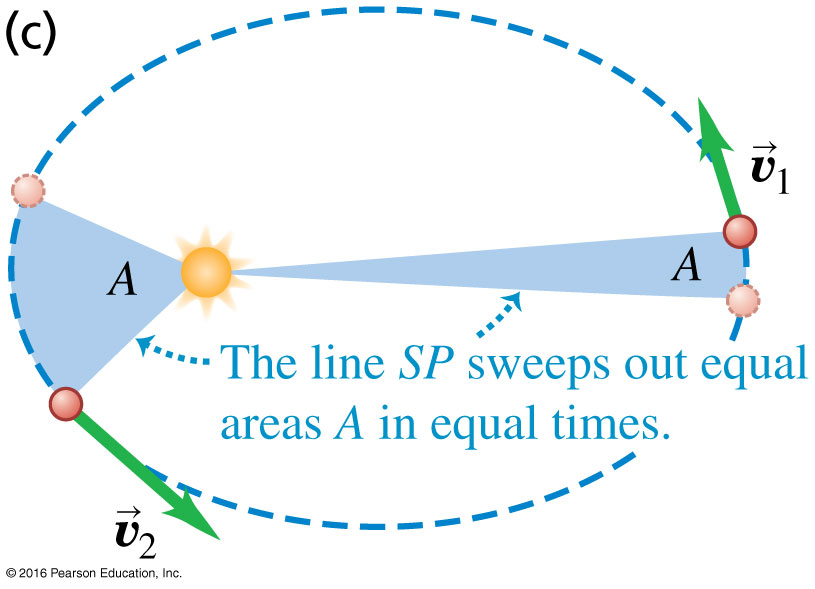 (c)
v⃗1
A
A
The line SP sweeps out equal
areas A in equal times.
v⃗2
© 2016 Pearson Education, Inc.